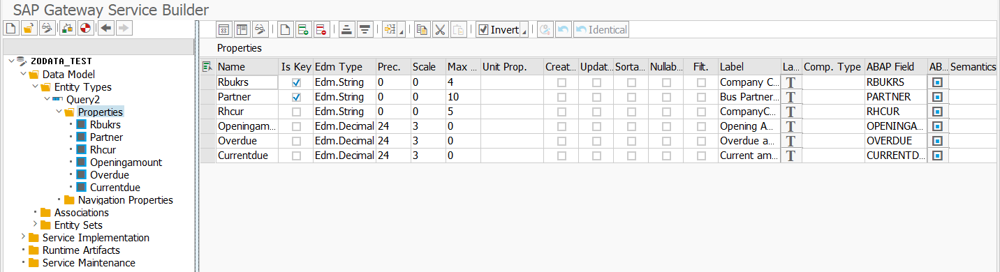 SAP Gateway Service Builder
Invert
Identical
Properties
ZODATA_TEST
Data Model
Entity Types
Query2
Properties
Rbukrs
Partner
Rhcur
Openingamount
Overdue
Currentdue
Navigation Properties
Associations
Entity Sets
Service Implementation
Runtime Artifacts
Service Maintenance
Name Is Key Edm Type Prec. Scale Max ... Unit Prop. Creat... Updat... Sorta... Nullab... Filt. Label La... Comp. Type ABAP Field AB... Semantics
Rbukrs Edm.String 0 0 4 Company C... T RBUKRS
Partner Edm.String 0 0 10 Bus Partner... T PARTNER
Rhcur Edm.String 0 0 5 CompanyC... T RHCUR
Openingam... Edm.Decimal 24 3 0 Opening A... T OPENINGA...
Overdue Edm.Decimal 24 3 0 Overdue a... T OVERDUE
Currentdue Edm.Decimal 24 3 0 Current am... T CURRENTD...